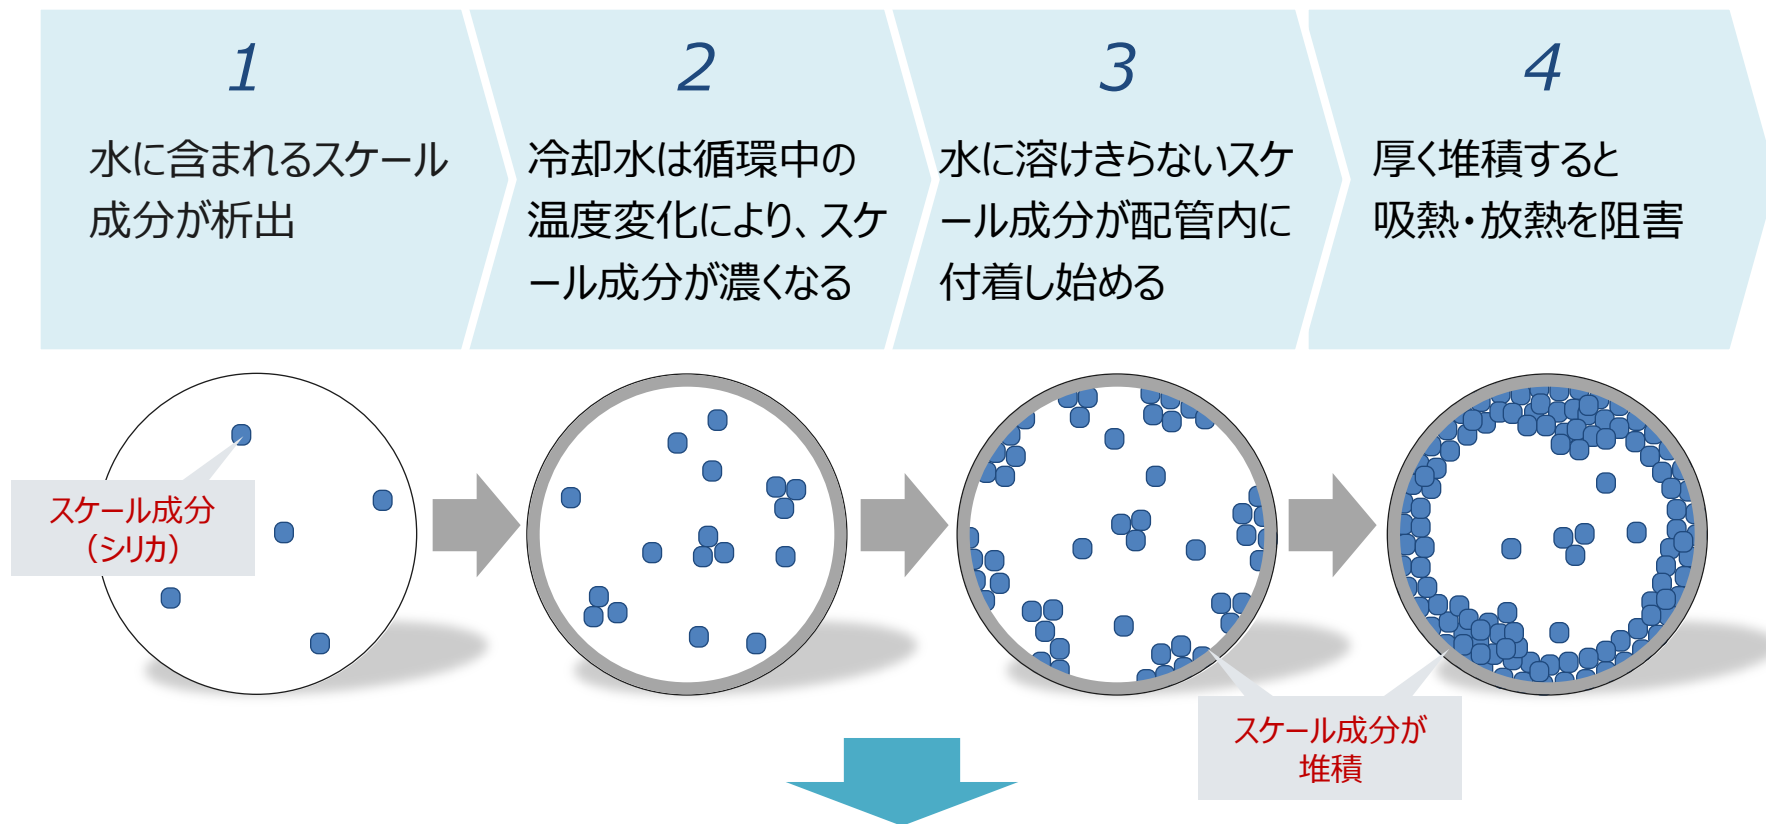 1
水に含まれるスケール
成分が析出
2
冷却水は循環中の
温度変化により、スケ
ール成分が濃くなる
3
水に溶けきらないスケ
ール成分が配管内に
付着し始める
4
厚く堆積すると
吸熱・放熱を阻害
スケール成分
（シリカ）
スケール成分が
堆積